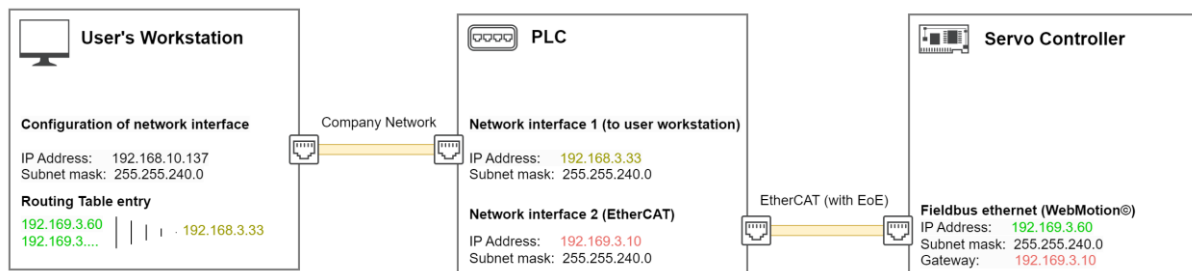 User's Workstation
Configuration of network interface
IP Address: 192.168.10.137
Subnet mask: 255.255.240.0
Routing Table entry
192.169.3.60
192.169.3....
192.168.3.33
Company Network
PLC
Network interface 1 (to user workstation)
IP Address: 192.168.3.33
Subnet mask: 255.255.240.0
Network interface 2 (EtherCAT)
IP Address: 192.169.3.10
Subnet mask: 255.255.240.0
EtherCAT (with EoE)
Servo Controller
Fieldbus ethernet (WebMotion©)
IP Address: 192.169.3.60
Subnet mask: 255.255.240.0
Gateway: 192.169.3.10